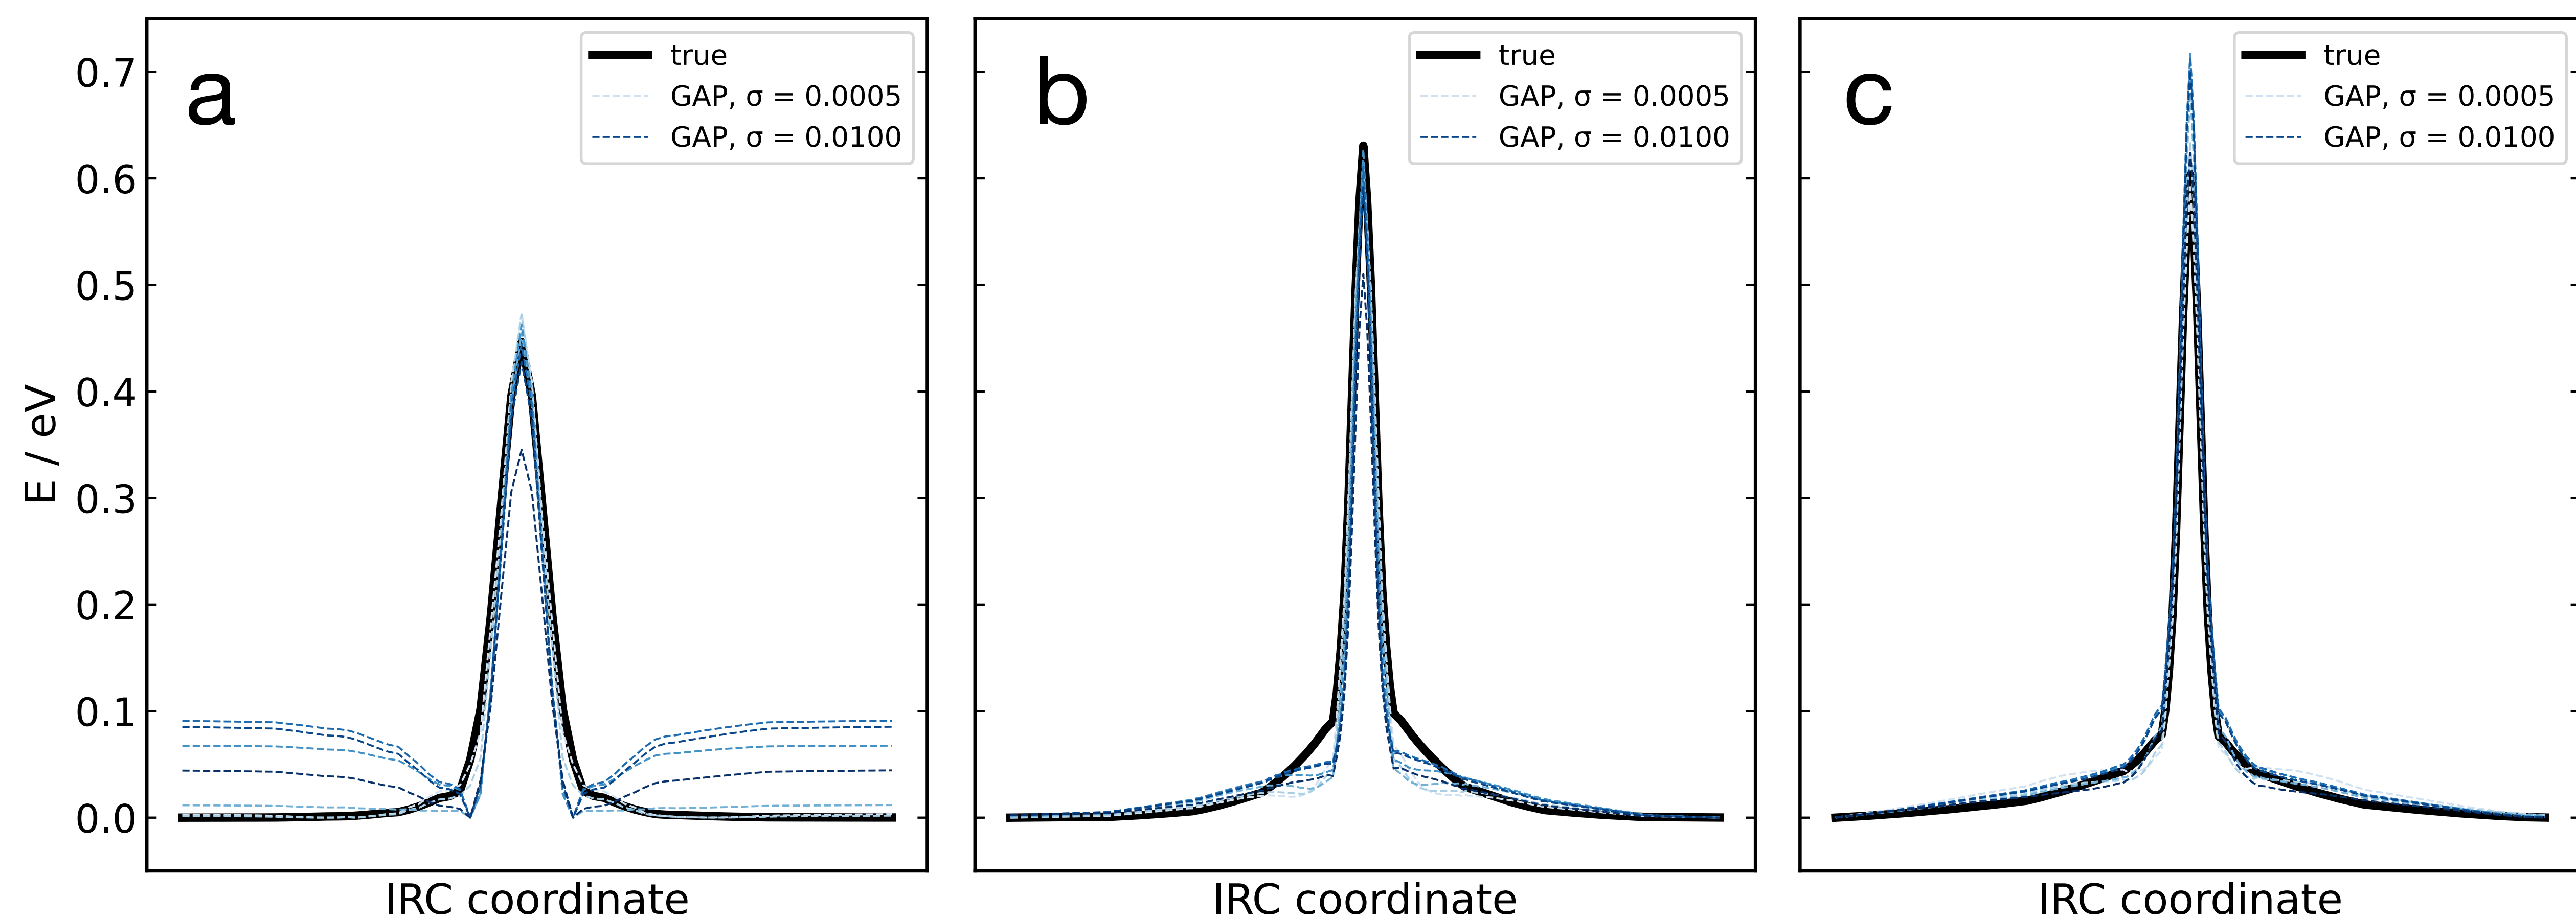 a
true
GAP, σ = 0.0005
GAP, σ = 0.0100
b
true
GAP, σ = 0.0005
GAP, σ = 0.0100
c
true
GAP, σ = 0.0005
GAP, σ = 0.0100
E / eV
0.7
0.6
0.5
0.4
0.3
0.2
0.1
0.0
IRC coordinate
IRC coordinate
IRC coordinate